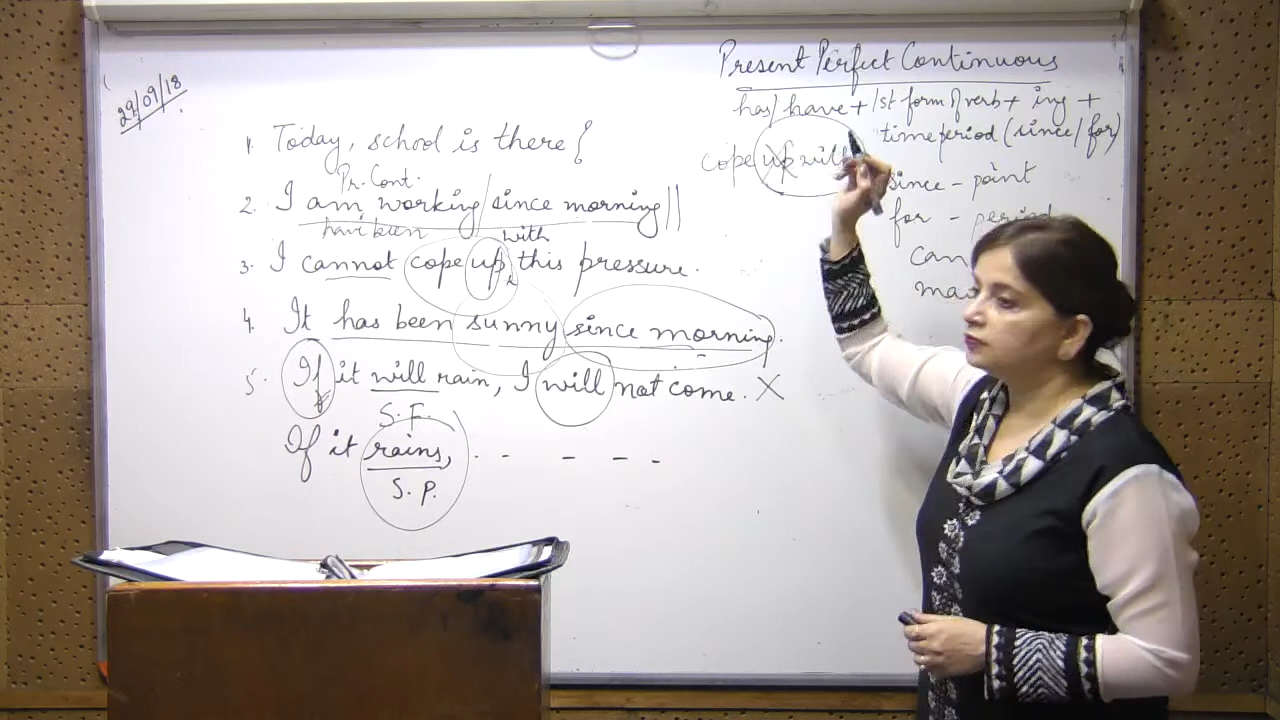 29/09/18
1. Today, school is there {
Pr. Cont.
2. I am working / since morning ||
have been
with
3. I cannot cope up, this pressure.
4. It has been sunny since morning.
5. If it will rain, I will not come. X
S. F.
If it rains, . - - - -
S. P.
Present Perfect Continuous
has/ have + 1st form of verb + ing +
time period (since/for)
cope up with
since - point
for - period
can
ma